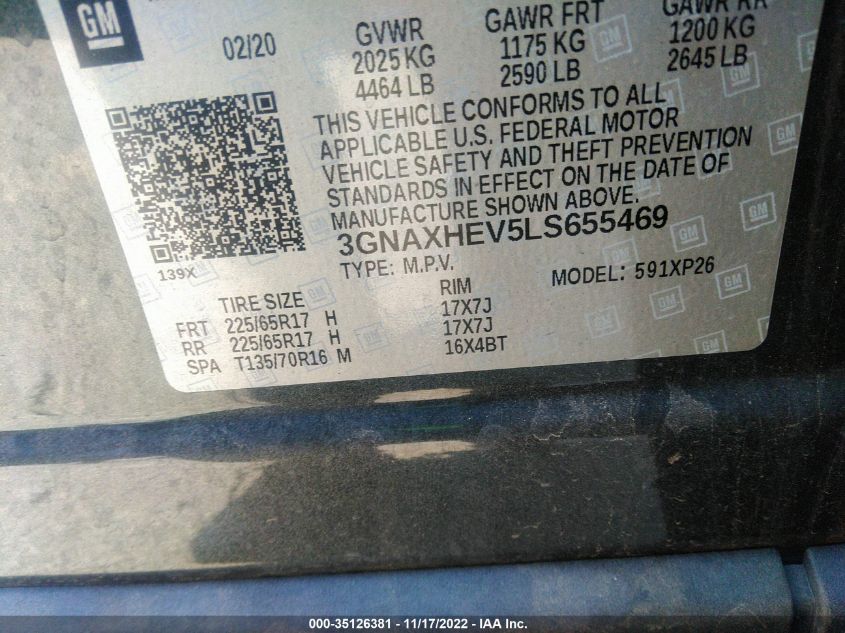 GM
02/20
GVWR GAWR FRT GAWR RR
2025 KG 1175 KG 1200 KG
4464 LB 2590 LB 2645 LB
THIS VEHICLE CONFORMS TO ALL
APPLICABLE U.S. FEDERAL MOTOR
VEHICLE SAFETY AND THEFT PREVENTION
STANDARDS IN EFFECT ON THE DATE OF
MANUFACTURE SHOWN ABOVE.
3GNAXHEV5LS655469
139X
TYPE: M.P.V. MODEL: 591XP26
TIRE SIZE RIM
FRT 225/65R17 H 17X7J
RR 225/65R17 H 17X7J
SPA T135/70R16 M 16X4BT
000-35126381 - 11/17/2022 - IAA Inc.